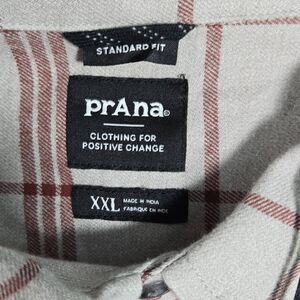 STANDARD FIT
prAna®
CLOTHING FOR
POSITIVE CHANGE
XXL
MADE IN INDIA
FABRIQUÉ EN INDE